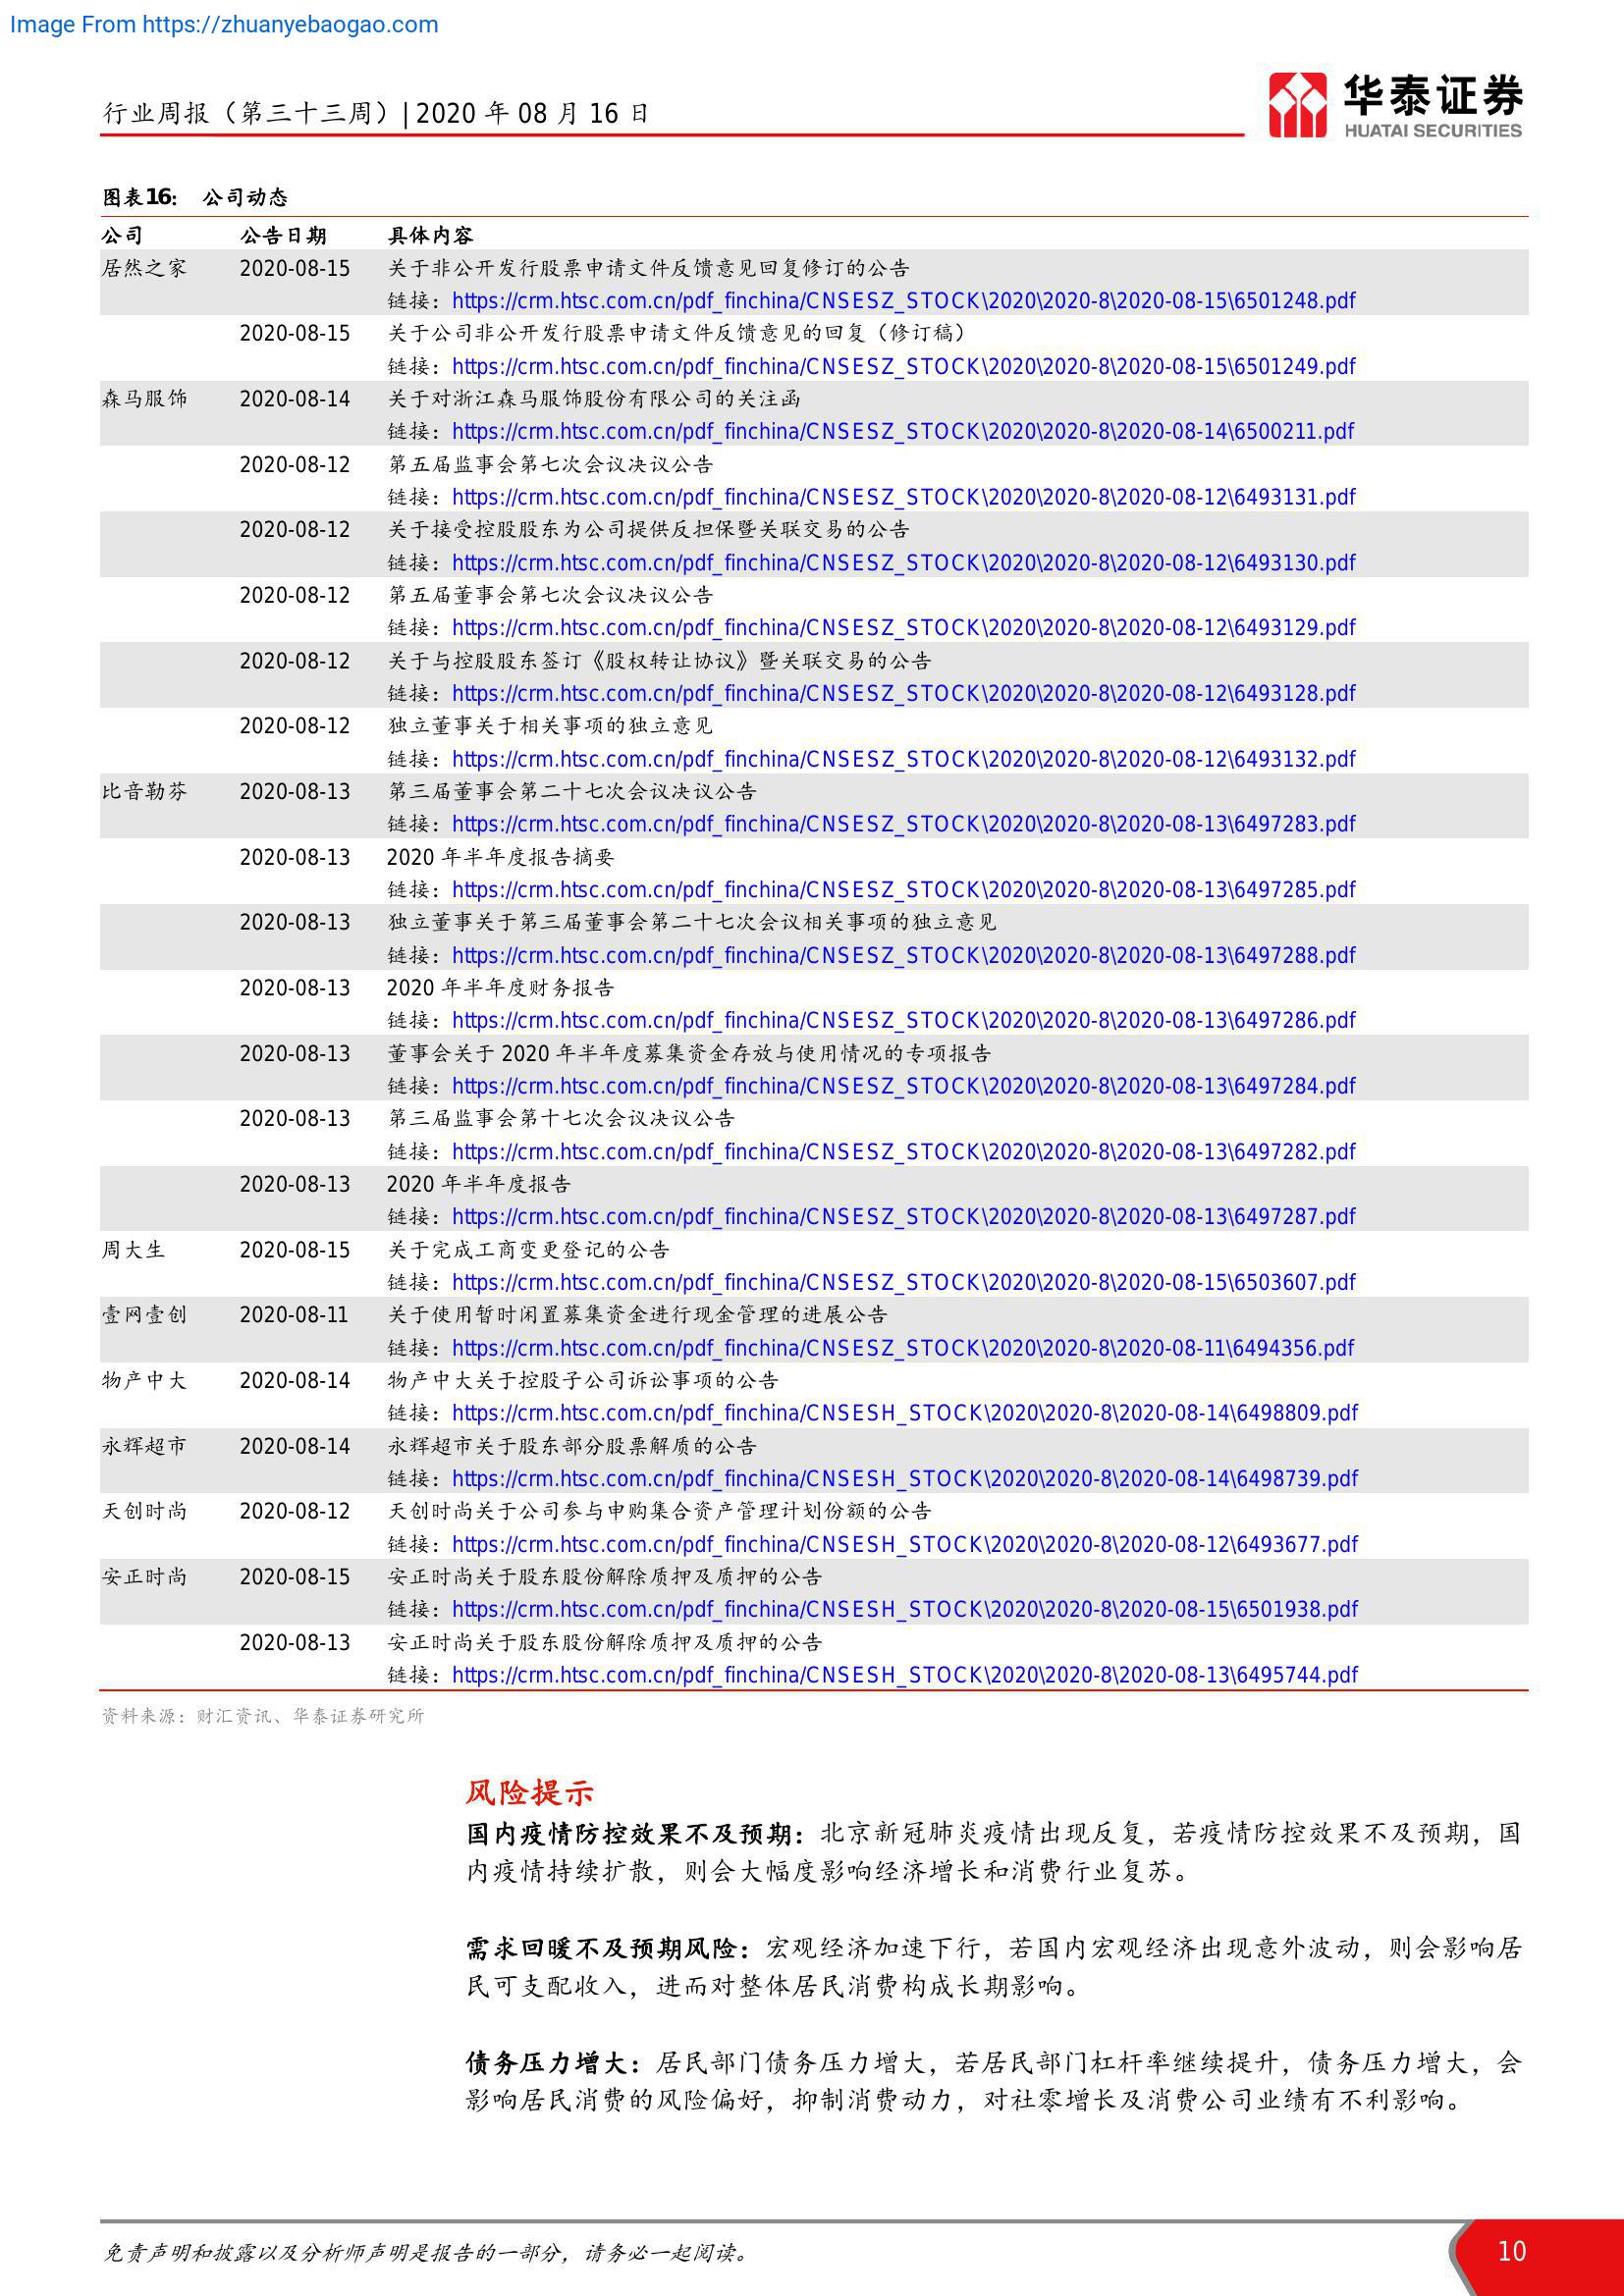 Image From https://zhuanyebaogao.com
行业周报（第三十三周）| 2020 年 08 月 16 日
华泰证券
HUATAI SECURITIES
图表16： 公司动态
公司 公告日期 具体内容
居然之家 2020-08-15 关于非公开发行股票申请文件反馈意见回复修订的公告
链接：https://crm.htsc.com.cn/pdf_finchina/CNSESZ_STOCK\2020\2020-8\2020-08-15\6501248.pdf
2020-08-15 关于公司非公开发行股票申请文件反馈意见的回复（修订稿）
链接：https://crm.htsc.com.cn/pdf_finchina/CNSESZ_STOCK\2020\2020-8\2020-08-15\6501249.pdf
森马服饰 2020-08-14 关于对浙江森马服饰股份有限公司的关注函
链接：https://crm.htsc.com.cn/pdf_finchina/CNSESZ_STOCK\2020\2020-8\2020-08-14\6500211.pdf
2020-08-12 第五届监事会第七次会议决议公告
链接：https://crm.htsc.com.cn/pdf_finchina/CNSESZ_STOCK\2020\2020-8\2020-08-12\6493131.pdf
2020-08-12 关于接受控股股东为公司提供反担保暨关联交易的公告
链接：https://crm.htsc.com.cn/pdf_finchina/CNSESZ_STOCK\2020\2020-8\2020-08-12\6493130.pdf
2020-08-12 第五届董事会第七次会议决议公告
链接：https://crm.htsc.com.cn/pdf_finchina/CNSESZ_STOCK\2020\2020-8\2020-08-12\6493129.pdf
2020-08-12 关于与控股股东签订《股权转让协议》暨关联交易的公告
链接：https://crm.htsc.com.cn/pdf_finchina/CNSESZ_STOCK\2020\2020-8\2020-08-12\6493128.pdf
2020-08-12 独立董事关于相关事项的独立意见
链接：https://crm.htsc.com.cn/pdf_finchina/CNSESZ_STOCK\2020\2020-8\2020-08-12\6493132.pdf
比音勒芬 2020-08-13 第三届董事会第二十七次会议决议公告
链接：https://crm.htsc.com.cn/pdf_finchina/CNSESZ_STOCK\2020\2020-8\2020-08-13\6497283.pdf
2020-08-13 2020 年半年度报告摘要
链接：https://crm.htsc.com.cn/pdf_finchina/CNSESZ_STOCK\2020\2020-8\2020-08-13\6497285.pdf
2020-08-13 独立董事关于第三届董事会第二十七次会议相关事项的独立意见
链接：https://crm.htsc.com.cn/pdf_finchina/CNSESZ_STOCK\2020\2020-8\2020-08-13\6497288.pdf
2020-08-13 2020 年半年度财务报告
链接：https://crm.htsc.com.cn/pdf_finchina/CNSESZ_STOCK\2020\2020-8\2020-08-13\6497286.pdf
2020-08-13 董事会关于 2020 年半年度募集资金存放与使用情况的专项报告
链接：https://crm.htsc.com.cn/pdf_finchina/CNSESZ_STOCK\2020\2020-8\2020-08-13\6497284.pdf
2020-08-13 第三届监事会第十七次会议决议公告
链接：https://crm.htsc.com.cn/pdf_finchina/CNSESZ_STOCK\2020\2020-8\2020-08-13\6497282.pdf
2020-08-13 2020 年半年度报告
链接：https://crm.htsc.com.cn/pdf_finchina/CNSESZ_STOCK\2020\2020-8\2020-08-13\6497287.pdf
周大生 2020-08-15 关于完成工商变更登记的公告
链接：https://crm.htsc.com.cn/pdf_finchina/CNSESZ_STOCK\2020\2020-8\2020-08-15\6503607.pdf
壹网壹创 2020-08-11 关于使用暂时闲置募集资金进行现金管理的进展公告
链接：https://crm.htsc.com.cn/pdf_finchina/CNSESZ_STOCK\2020\2020-8\2020-08-11\6494356.pdf
物产中大 2020-08-14 物产中大关于控股子公司诉讼事项的公告
链接：https://crm.htsc.com.cn/pdf_finchina/CNSESH_STOCK\2020\2020-8\2020-08-14\6498809.pdf
永辉超市 2020-08-14 永辉超市关于股东部分股票解质的公告
链接：https://crm.htsc.com.cn/pdf_finchina/CNSESH_STOCK\2020\2020-8\2020-08-14\6498739.pdf
天创时尚 2020-08-12 天创时尚关于公司参与申购集合资产管理计划份额的公告
链接：https://crm.htsc.com.cn/pdf_finchina/CNSESH_STOCK\2020\2020-8\2020-08-12\6493677.pdf
安正时尚 2020-08-15 安正时尚关于股东股份解除质押及质押的公告
链接：https://crm.htsc.com.cn/pdf_finchina/CNSESH_STOCK\2020\2020-8\2020-08-15\6501938.pdf
2020-08-13 安正时尚关于股东股份解除质押及质押的公告
链接：https://crm.htsc.com.cn/pdf_finchina/CNSESH_STOCK\2020\2020-8\2020-08-13\6495744.pdf
资料来源：财汇资讯、华泰证券研究所
风险提示
国内疫情防控效果不及预期：北京新冠肺炎疫情出现反复，若疫情防控效果不及预期，国
内疫情持续扩散，则会大幅度影响经济增长和消费行业复苏。
需求回暖不及预期风险：宏观经济加速下行，若国内宏观经济出现意外波动，则会影响居
民可支配收入，进而对整体居民消费构成长期影响。
债务压力增大：居民部门债务压力增大，若居民部门杠杆率继续提升，债务压力增大，会
影响居民消费的风险偏好，抑制消费动力，对社零增长及消费公司业绩有不利影响。
免责声明和披露以及分析师声明是报告的一部分，请务必一起阅读。
10